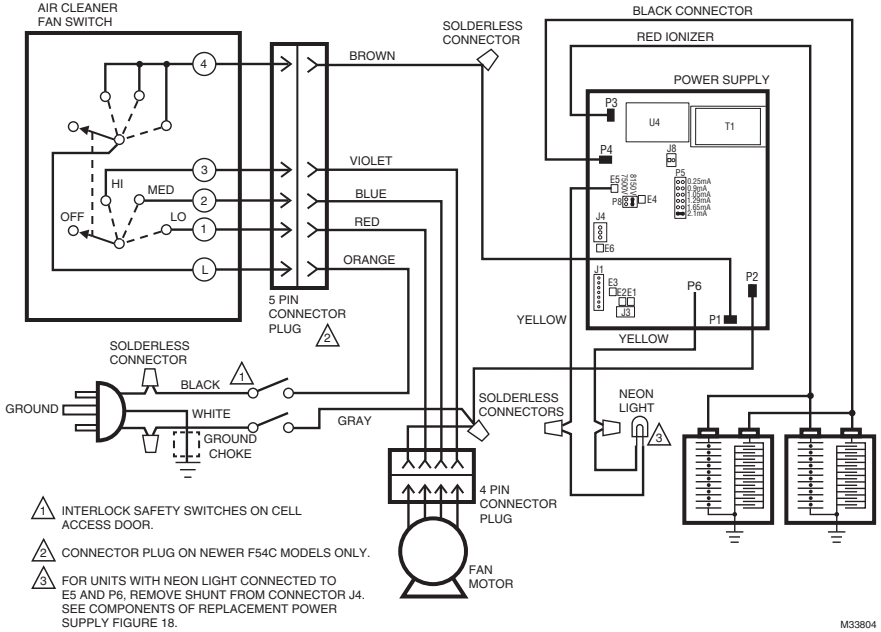 AIR CLEANER
FAN SWITCH
4
3
2
1
L
HI
MED
LO
OFF
BROWN
VIOLET
BLUE
RED
ORANGE
5 PIN
CONNECTOR
PLUG
2
SOLDERLESS
CONNECTOR
BLACK CONNECTOR
RED IONIZER
POWER SUPPLY
P3
U4
T1
P4
J8
P5
0.25mA
0.9mA
1.05mA
1.29mA
1.65mA
2.1mA
E5
7500V
8150V
P8
E4
J4
E6
J1
E3
E2E1
J3
P6
P2
P1
YELLOW
YELLOW
SOLDERLESS
CONNECTOR
1
BLACK
GROUND
WHITE
GROUND
CHOKE
GRAY
SOLDERLESS
CONNECTORS
NEON
LIGHT
3
4 PIN
CONNECTOR
PLUG
FAN
MOTOR
1 INTERLOCK SAFETY SWITCHES ON CELL
ACCESS DOOR.
2 CONNECTOR PLUG ON NEWER F54C MODELS ONLY.
3 FOR UNITS WITH NEON LIGHT CONNECTED TO
E5 AND P6, REMOVE SHUNT FROM CONNECTOR J4.
SEE COMPONENTS OF REPLACEMENT POWER
SUPPLY FIGURE 18.
M33804